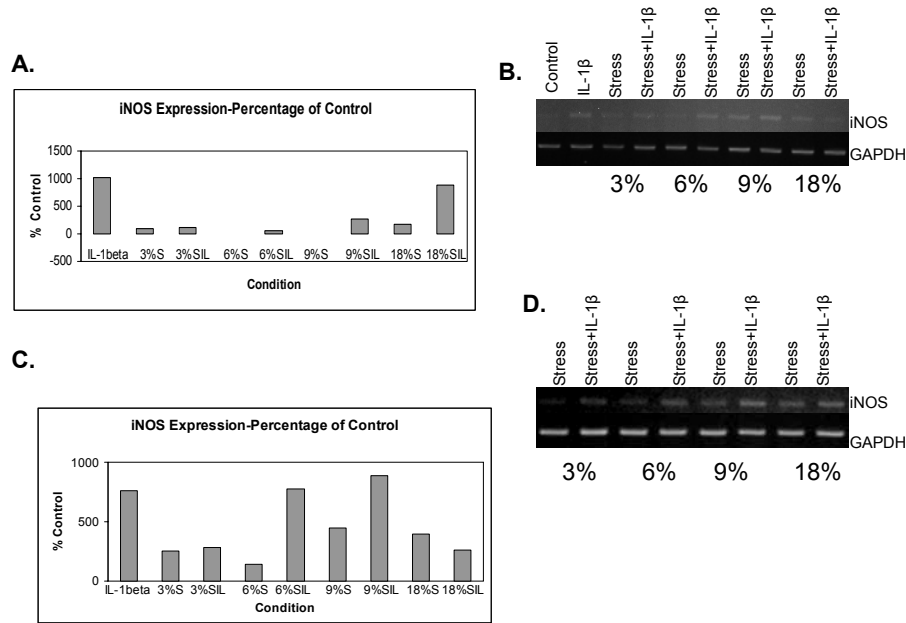 A.
iNOS Expression-Percentage of Control
1500
1000
500
0
-500
% Control
IL-1beta 3%S 3%SIL 6%S 6%SIL 9%S 9%SIL 18%S 18%SIL
Condition
B.
Control IL-1β Stress Stress+IL-1β Stress Stress+IL-1β Stress Stress+IL-1β Stress Stress+IL-1β
iNOS
GAPDH
3% 6% 9% 18%
C.
iNOS Expression-Percentage of Control
1000
500
0
% Control
IL-1beta 3%S 3%SIL 6%S 6%SIL 9%S 9%SIL 18%S 18%SIL
Condition
D.
Stress Stress+IL-1β Stress Stress+IL-1β Stress Stress+IL-1β Stress Stress+IL-1β
iNOS
GAPDH
3% 6% 9% 18%